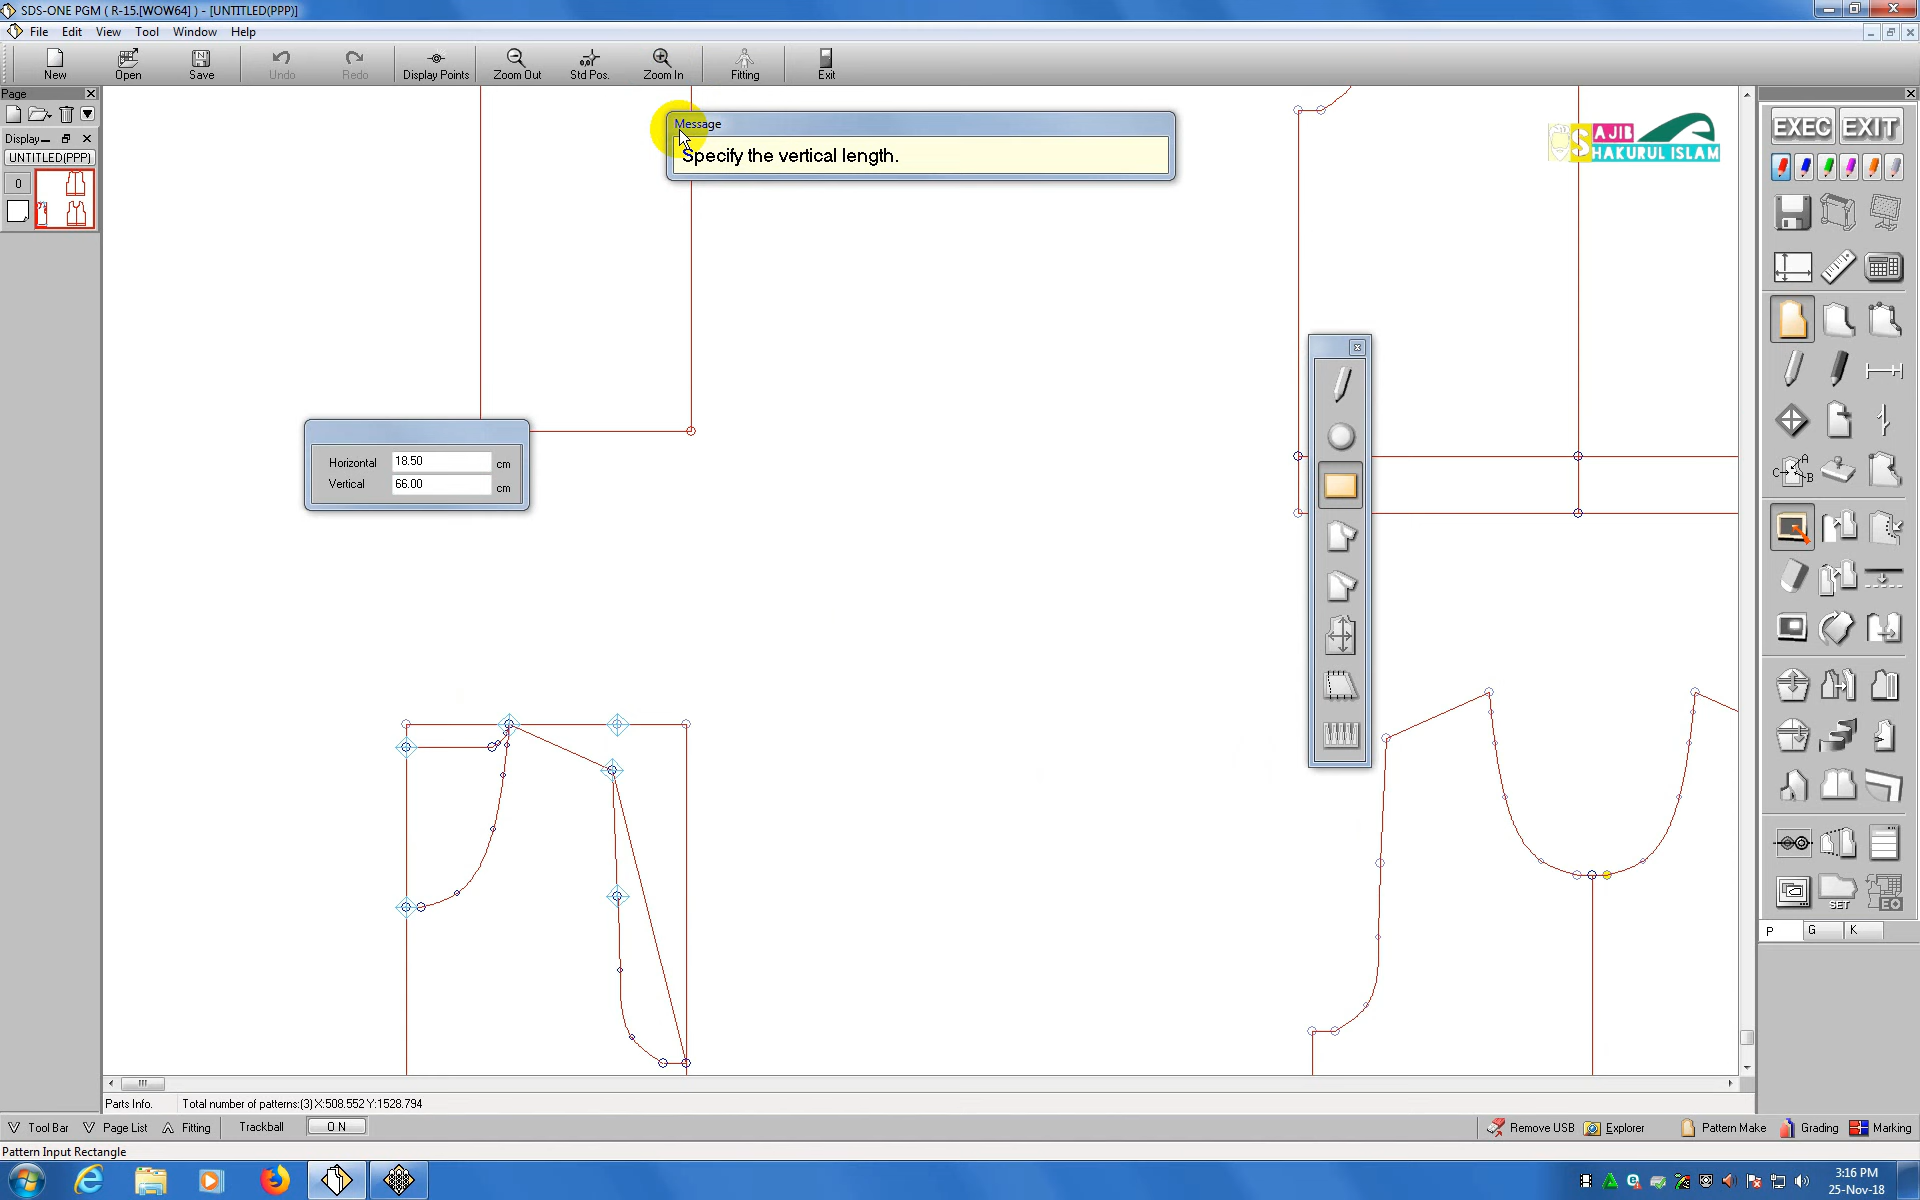 SDS-ONE PGM ( R-15.[WOW64] ) - [UNTITLED(PPP)]
File Edit View Tool Window Help
New Open Save Undo Redo Display Points Zoom Out Std Pos. Zoom In Fitting Exit
Page
Display
UNTITLED(PPP)
0
Message
Specify the vertical length.
SAJIB
SHAKURUL ISLAM
EXEC EXIT
Horizontal 18.50 cm
Vertical 66.00 cm
C A B
SET EO
P G K
Parts Info. Total number of patterns:(3)X:508.552 Y:1528.794
Tool Bar Page List Fitting Trackball ON
Remove USB Explorer Pattern Make Grading Marking
Pattern Input Rectangle
3:16 PM
25-Nov-18